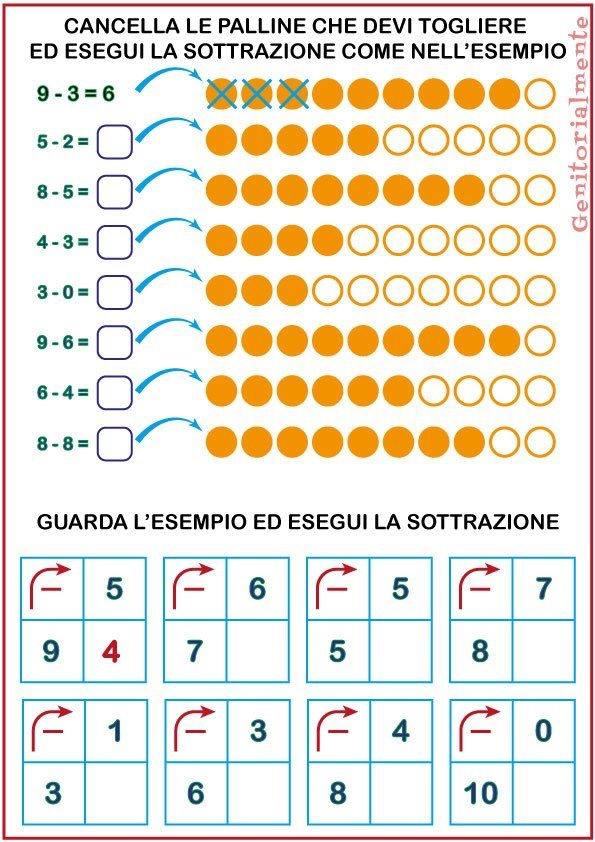 CANCELLA LE PALLINE CHE DEVI TOGLIERE
ED ESEGUI LA SOTTRAZIONE COME NELL'ESEMPIO
Genitorialmente
9 - 3 = 6
5 - 2 =
8 - 5 =
4 - 3 =
3 - 0 =
9 - 6 =
6 - 4 =
8 - 8 =
GUARDA L'ESEMPIO ED ESEGUI LA SOTTRAZIONE
− 5 − 6 − 5 − 7
9 4 7 5 8
− 1 − 3 − 4 − 0
3 6 8 10